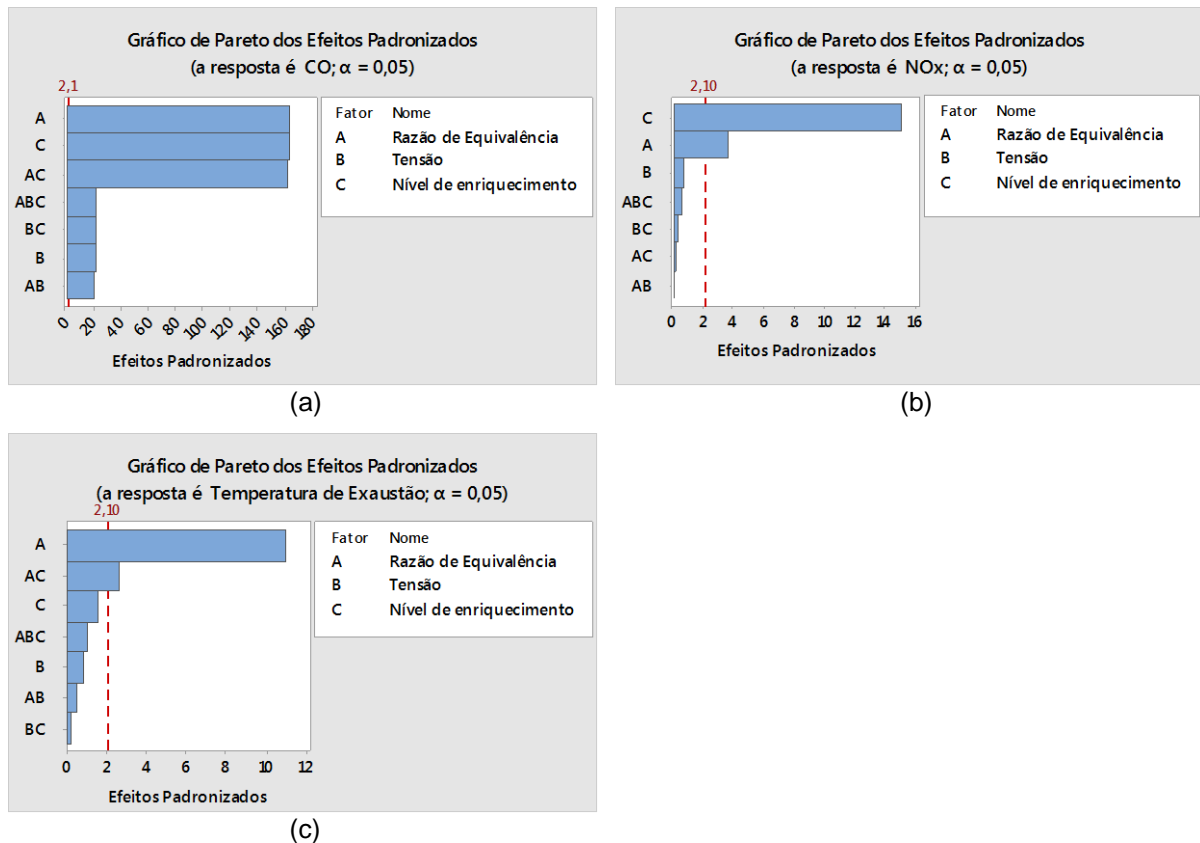 Gráfico de Pareto dos Efeitos Padronizados
(a resposta é CO; α = 0,05)
2,1
A
C
AC
ABC
BC
B
AB
0 20 40 60 80 100 120 140 160 180
Efeitos Padronizados
Fator Nome
A Razão de Equivalência
B Tensão
C Nível de enriquecimento
(a)
Gráfico de Pareto dos Efeitos Padronizados
(a resposta é NOx; α = 0,05)
2,10
C
A
B
ABC
BC
AC
AB
0 2 4 6 8 10 12 14 16
Efeitos Padronizados
Fator Nome
A Razão de Equivalência
B Tensão
C Nível de enriquecimento
(b)
Gráfico de Pareto dos Efeitos Padronizados
(a resposta é Temperatura de Exaustão; α = 0,05)
2,10
A
AC
C
ABC
B
AB
BC
0 2 4 6 8 10 12
Efeitos Padronizados
Fator Nome
A Razão de Equivalência
B Tensão
C Nível de enriquecimento
(c)